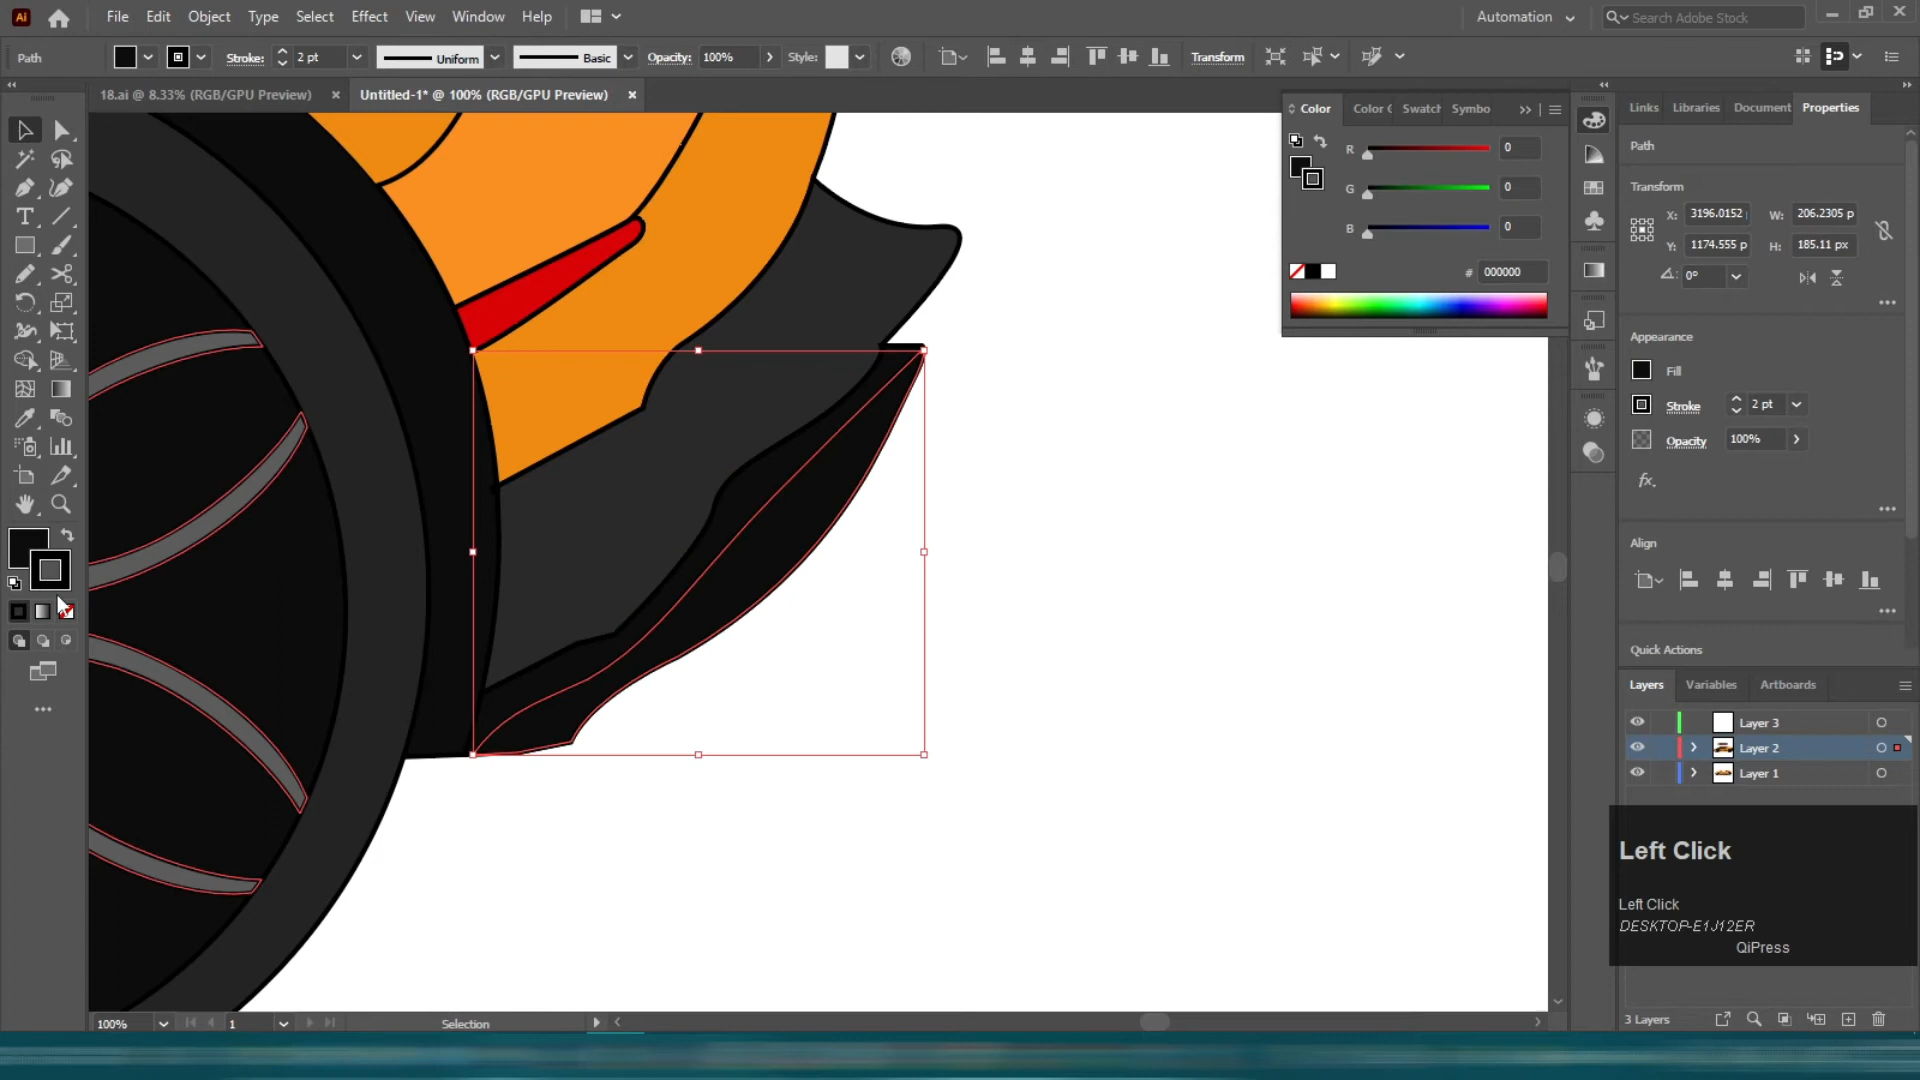 Ai File Edit Object Type Select Effect View Window Help Automation Search Adobe Stock
Path Stroke: 2 pt Uniform Basic Opacity: 100% Style: Transform
18.ai @ 8.33% (RGB/GPU Preview) × Untitled-1* @ 100% (RGB/GPU Preview) ×
Color Color G Swatch Symbo
R 0
G 0
B 0
# 000000
Links Libraries Document Properties
Path
Transform
X: 3196.0152 W: 206.2305 p
Y: 1174.555 p H: 185.11 px
0°
Appearance
Fill
Stroke 2 pt
Opacity 100%
fx.
Align
Quick Actions
Layers Variables Artboards
Layer 3
Layer 2
Layer 1
Left Click
Left Click
DESKTOP-E1J12ER
QiPress
3 Layers
100% 1 Selection